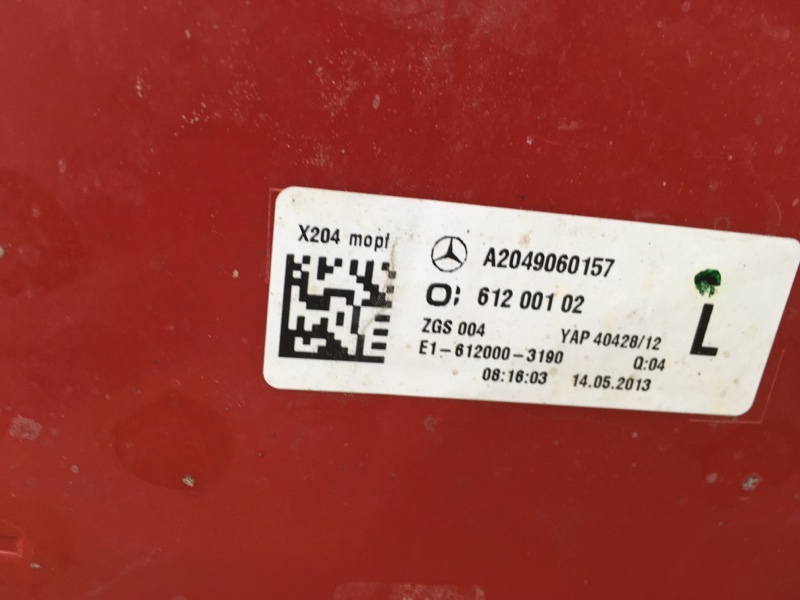 X204 mopf
A2049060157
612 001 02
ZGS 004
YAP 40428/12
L
E1-612000-3190
Q:04
08:16:03
14.05.2013